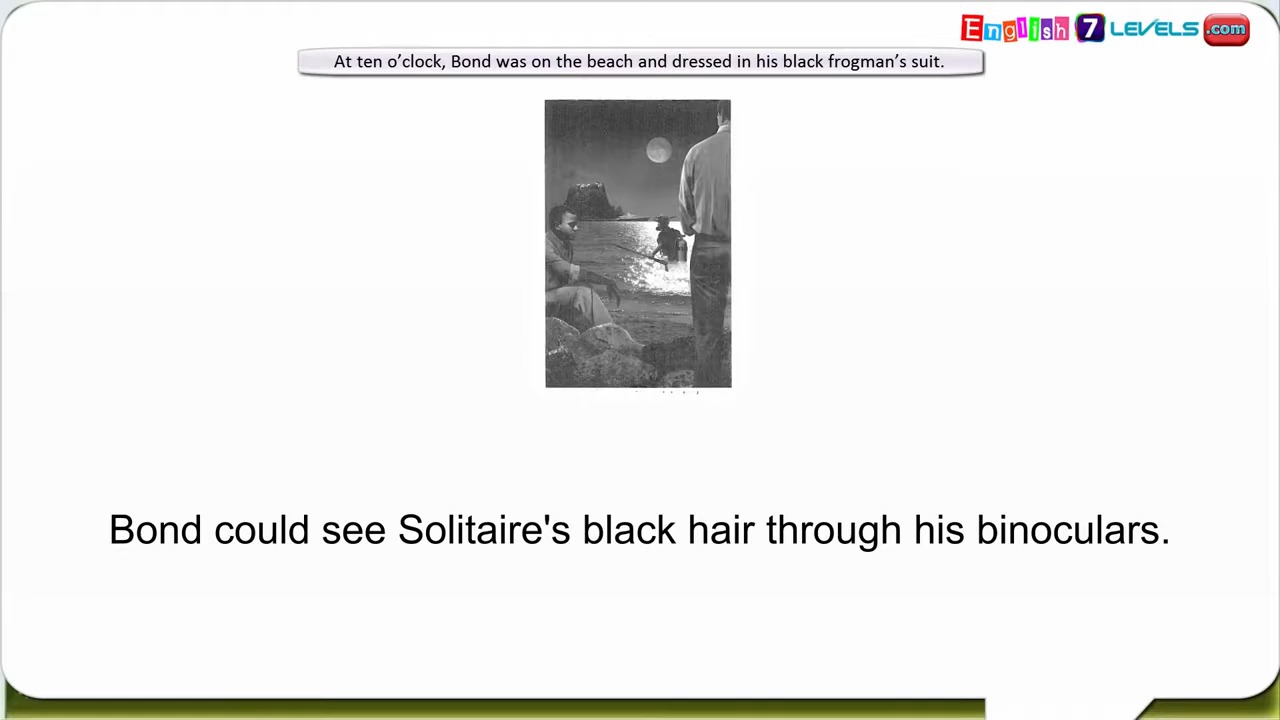 English 7 LEVELS .com
At ten o’clock, Bond was on the beach and dressed in his black frogman’s suit.
Bond could see Solitaire's black hair through his binoculars.